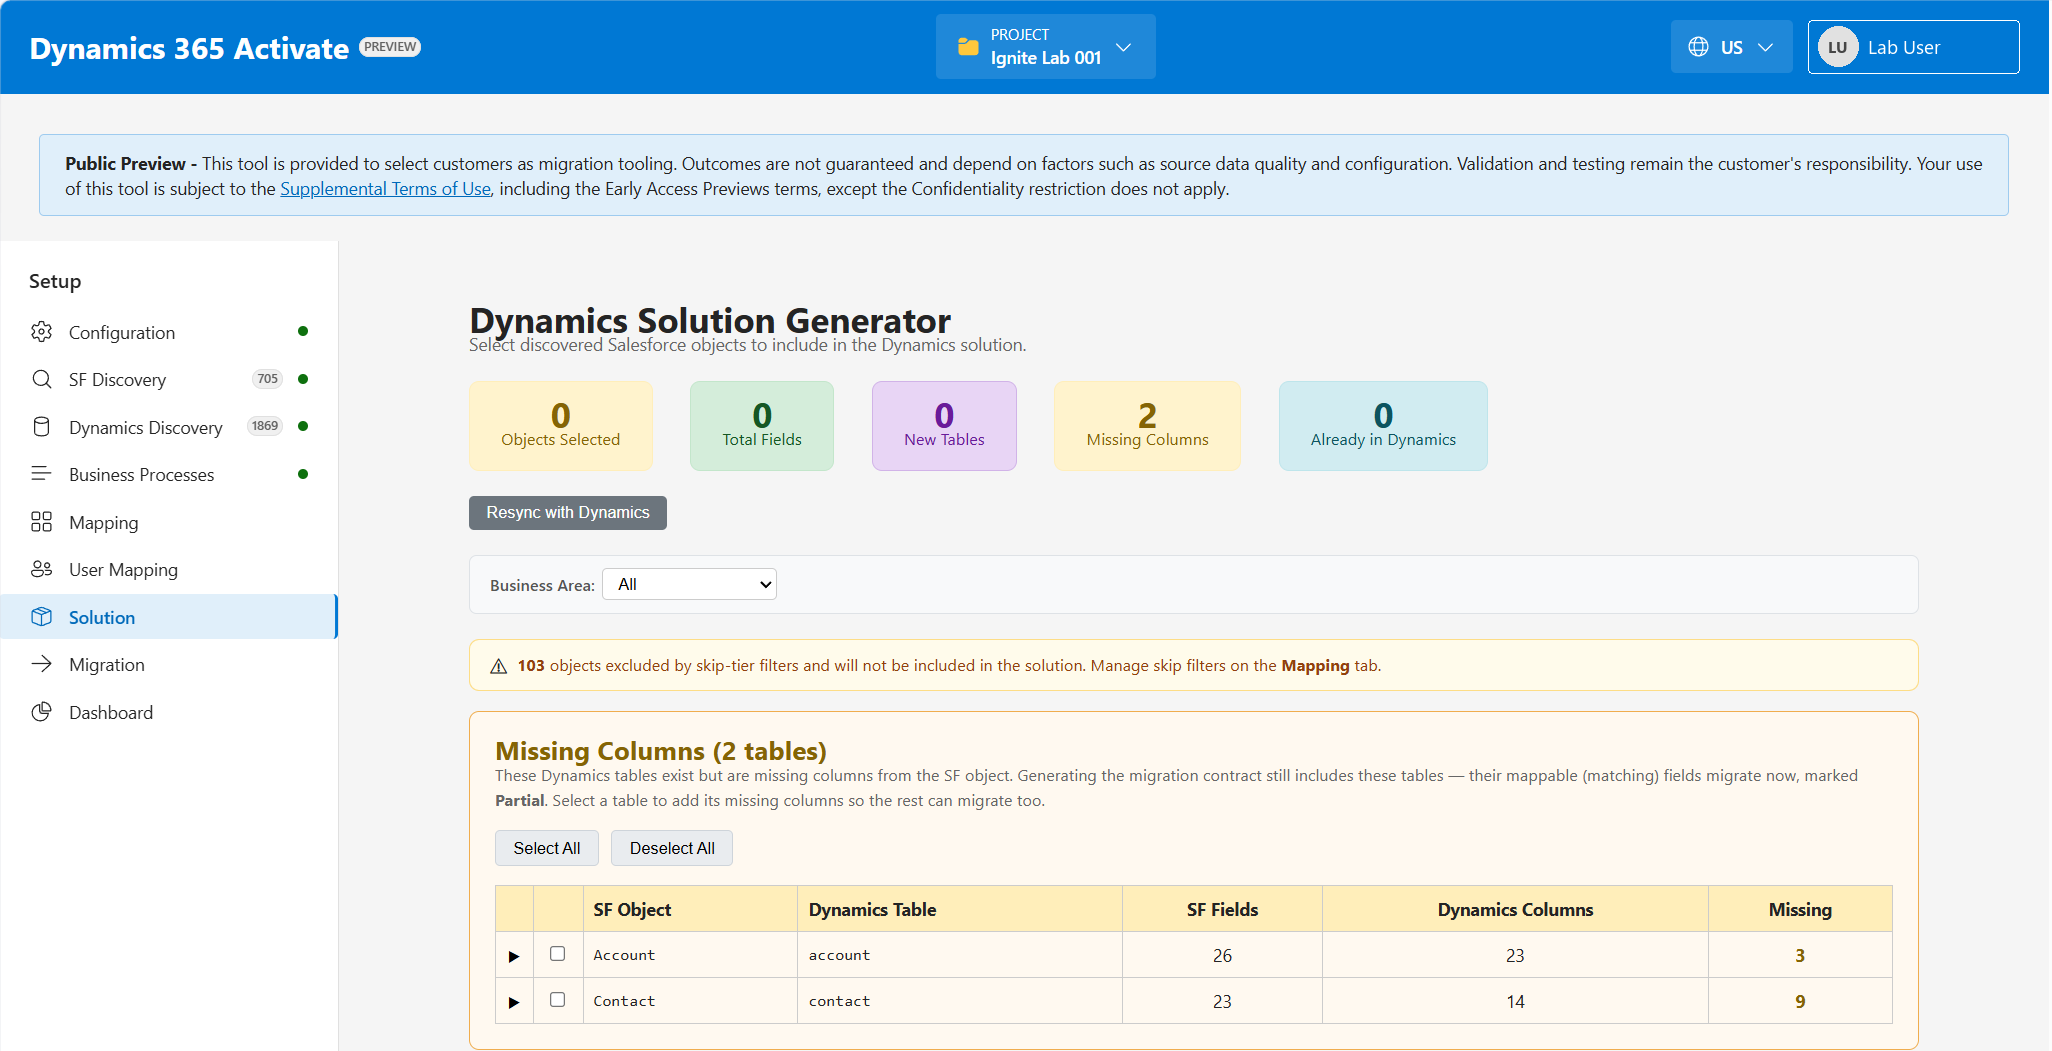 Dynamics 365 Activate PREVIEW
PROJECT
Ignite Lab 001
US
LU Lab User
Public Preview - This tool is provided to select customers as migration tooling. Outcomes are not guaranteed and depend on factors such as source data quality and configuration. Validation and testing remain the customer's responsibility. Your use
of this tool is subject to the Supplemental Terms of Use, including the Early Access Previews terms, except the Confidentiality restriction does not apply.
Setup
Configuration
SF Discovery 705
Dynamics Discovery 1869
Business Processes
Mapping
User Mapping
Solution
Migration
Dashboard
Dynamics Solution Generator
Select discovered Salesforce objects to include in the Dynamics solution.
0
Objects Selected
0
Total Fields
0
New Tables
2
Missing Columns
0
Already in Dynamics
Resync with Dynamics
Business Area: All
103 objects excluded by skip-tier filters and will not be included in the solution. Manage skip filters on the Mapping tab.
Missing Columns (2 tables)
These Dynamics tables exist but are missing columns from the SF object. Generating the migration contract still includes these tables — their mappable (matching) fields migrate now, marked
Partial. Select a table to add its missing columns so the rest can migrate too.
Select All Deselect All
SF Object Dynamics Table SF Fields Dynamics Columns Missing
Account account 26 23 3
Contact contact 23 14 9